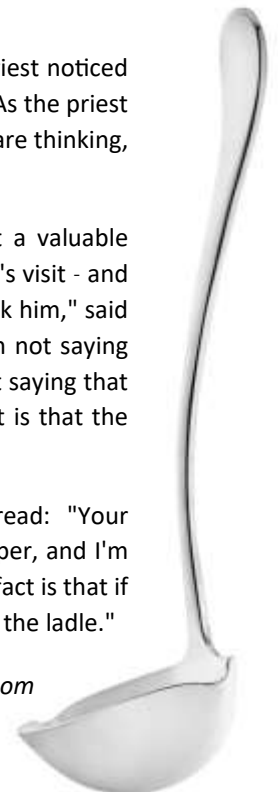 iest noticed
As the priest
are thinking,
t a valuable
's visit - and
k him," said
n not saying
t saying that
t is that the
read: "Your
per, and I'm
fact is that if
the ladle."
om